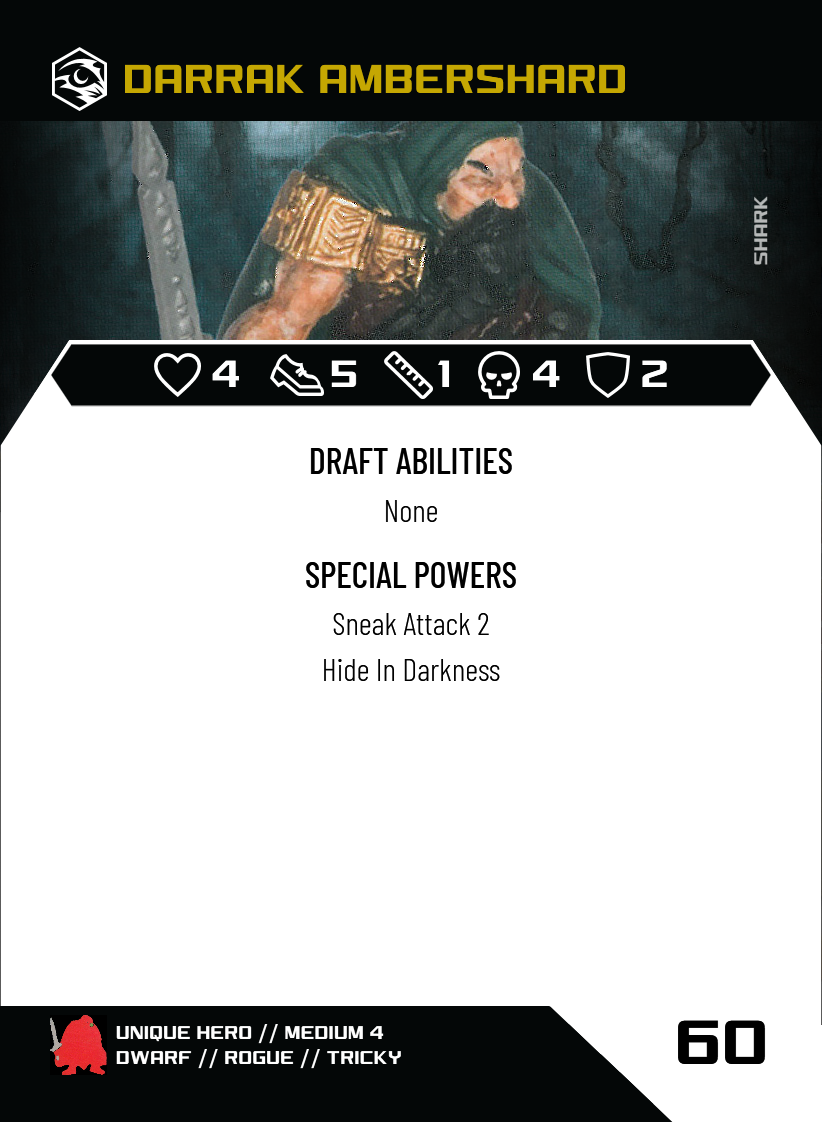 DARRAK AMBERSHARD
SHARK
4 5 1 4 2
DRAFT ABILITIES
None
SPECIAL POWERS
Sneak Attack 2
Hide In Darkness
UNIQUE HERO // MEDIUM 4
DWARF // ROGUE // TRICKY
60